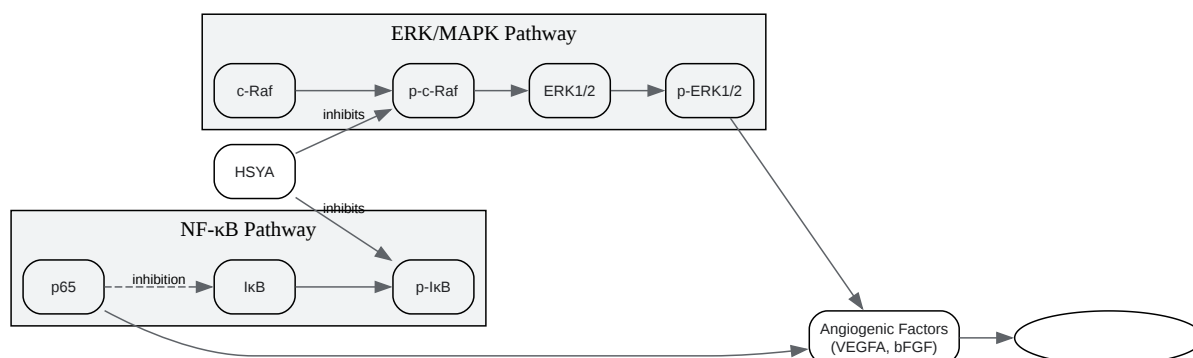 ERK/MAPK Pathway
c-Raf
p-c-Raf
ERK1/2
p-ERK1/2
inhibits
HSYA
inhibits
NF-κB Pathway
p65
inhibition
IκB
p-IκB
Angiogenic Factors
(VEGFA, bFGF)